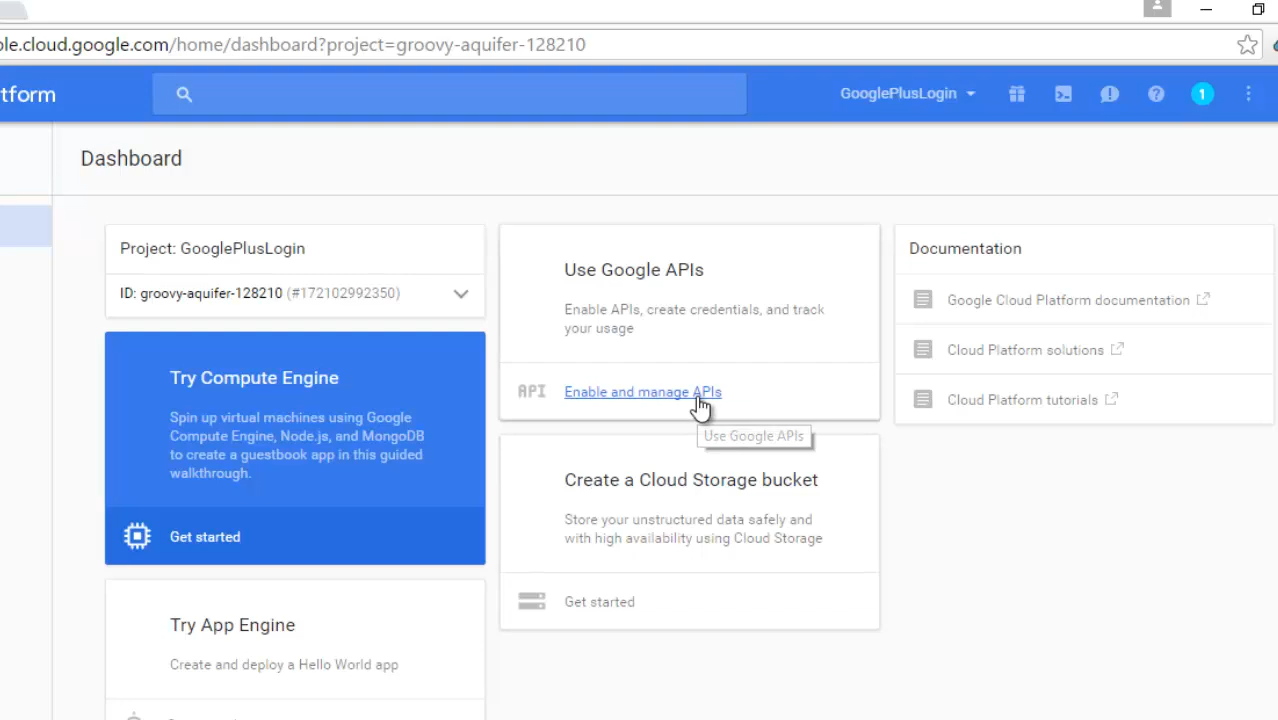 ole.cloud.google.com/home/dashboard?project=groovy-aquifer-128210
tform
GooglePlusLogin
1
Dashboard
Project: GooglePlusLogin
ID: groovy-aquifer-128210 (#172102992350)
Try Compute Engine
Spin up virtual machines using Google
Compute Engine, Node.js, and MongoDB
to create a guestbook app in this guided
walkthrough.
Get started
Try App Engine
Create and deploy a Hello World app
Use Google APIs
Enable APIs, create credentials, and track
your usage
API
Enable and manage APIs
Use Google APIs
Create a Cloud Storage bucket
Store your unstructured data safely and
with high availability using Cloud Storage
Get started
Documentation
Google Cloud Platform documentation
Cloud Platform solutions
Cloud Platform tutorials